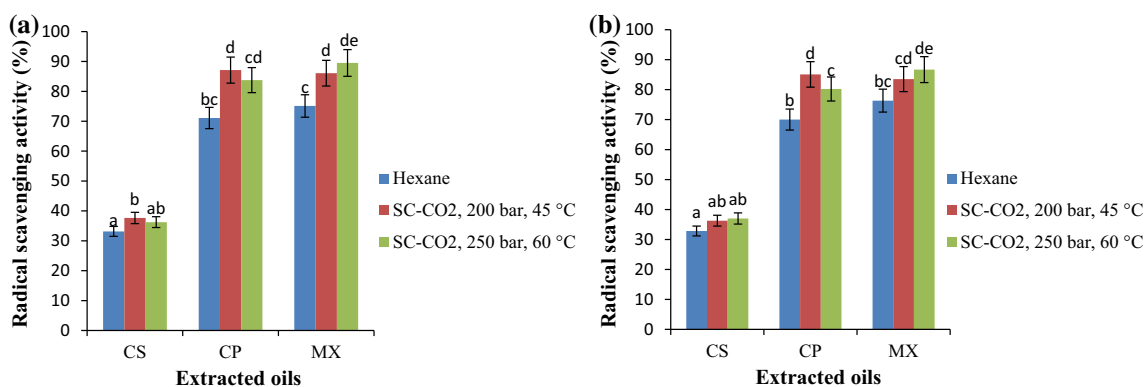 (a)
Radical scavenging activity (%)
100
90
80
70
60
50
40
30
20
10
0
a
b
ab
bc
d
cd
c
d
de
CS
CP
MX
Extracted oils
Hexane
SC-CO2, 200 bar, 45 °C
SC-CO2, 250 bar, 60 °C
(b)
Radical scavenging activity (%)
100
90
80
70
60
50
40
30
20
10
0
a
ab
ab
b
d
c
bc
cd
de
CS
CP
MX
Extracted oils
Hexane
SC-CO2, 200 bar, 45 °C
SC-CO2, 250 bar, 60 °C